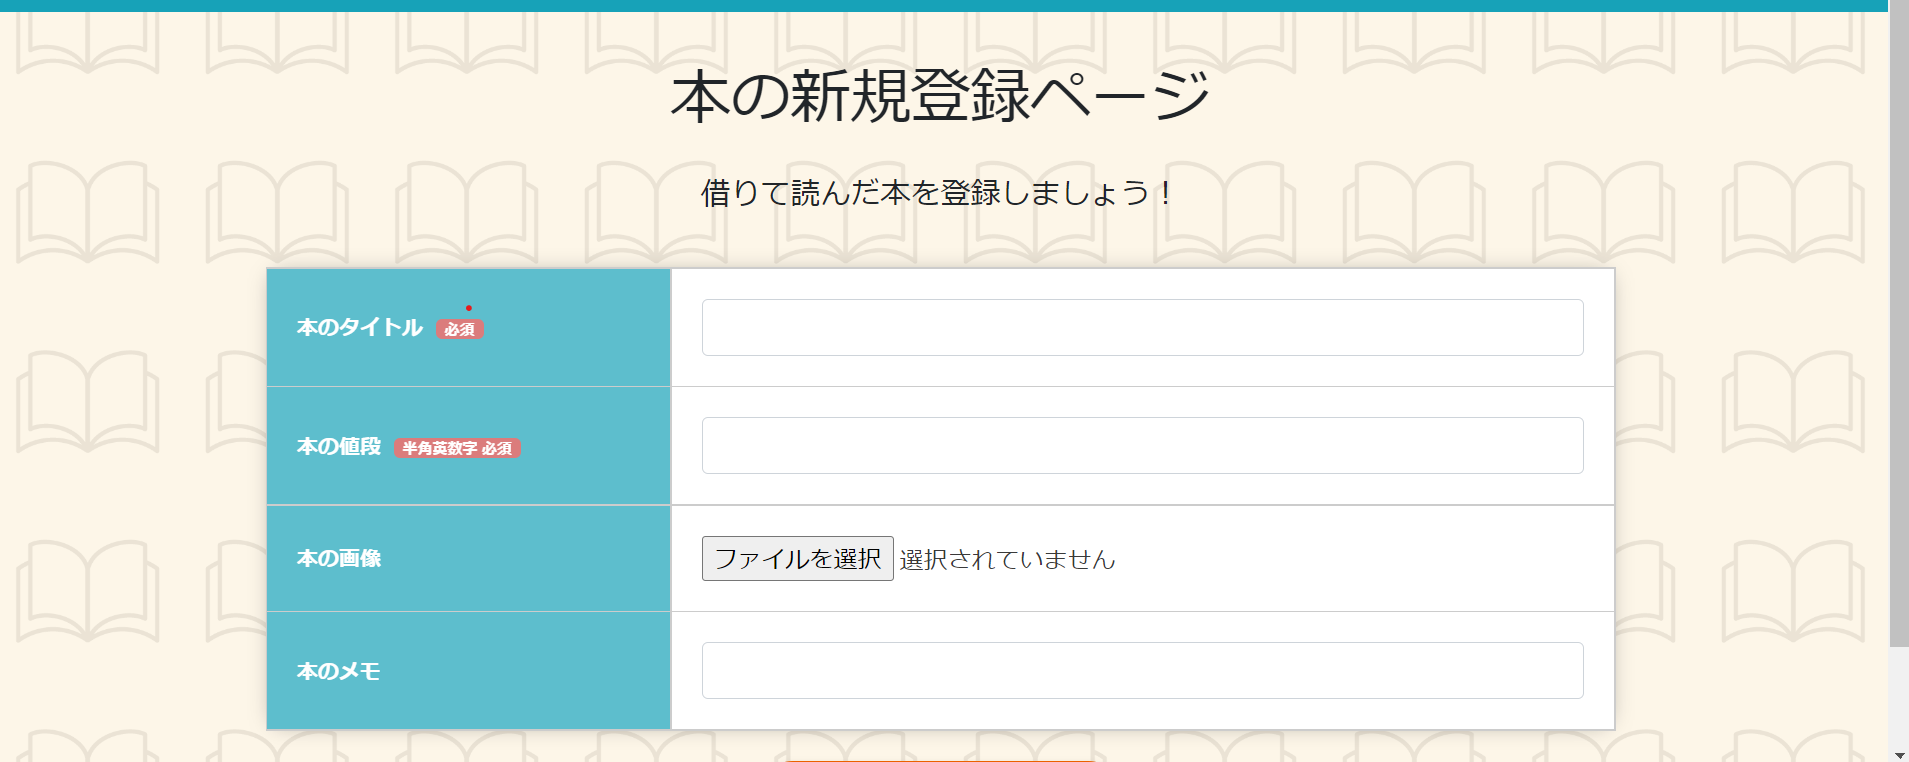 本の新規登録ページ
借りて読んだ本を登録しましょう！
本のタイトル 必須
本の値段 半角英数字 必須
本の画像 ファイルを選択 選択されていません
本のメモ